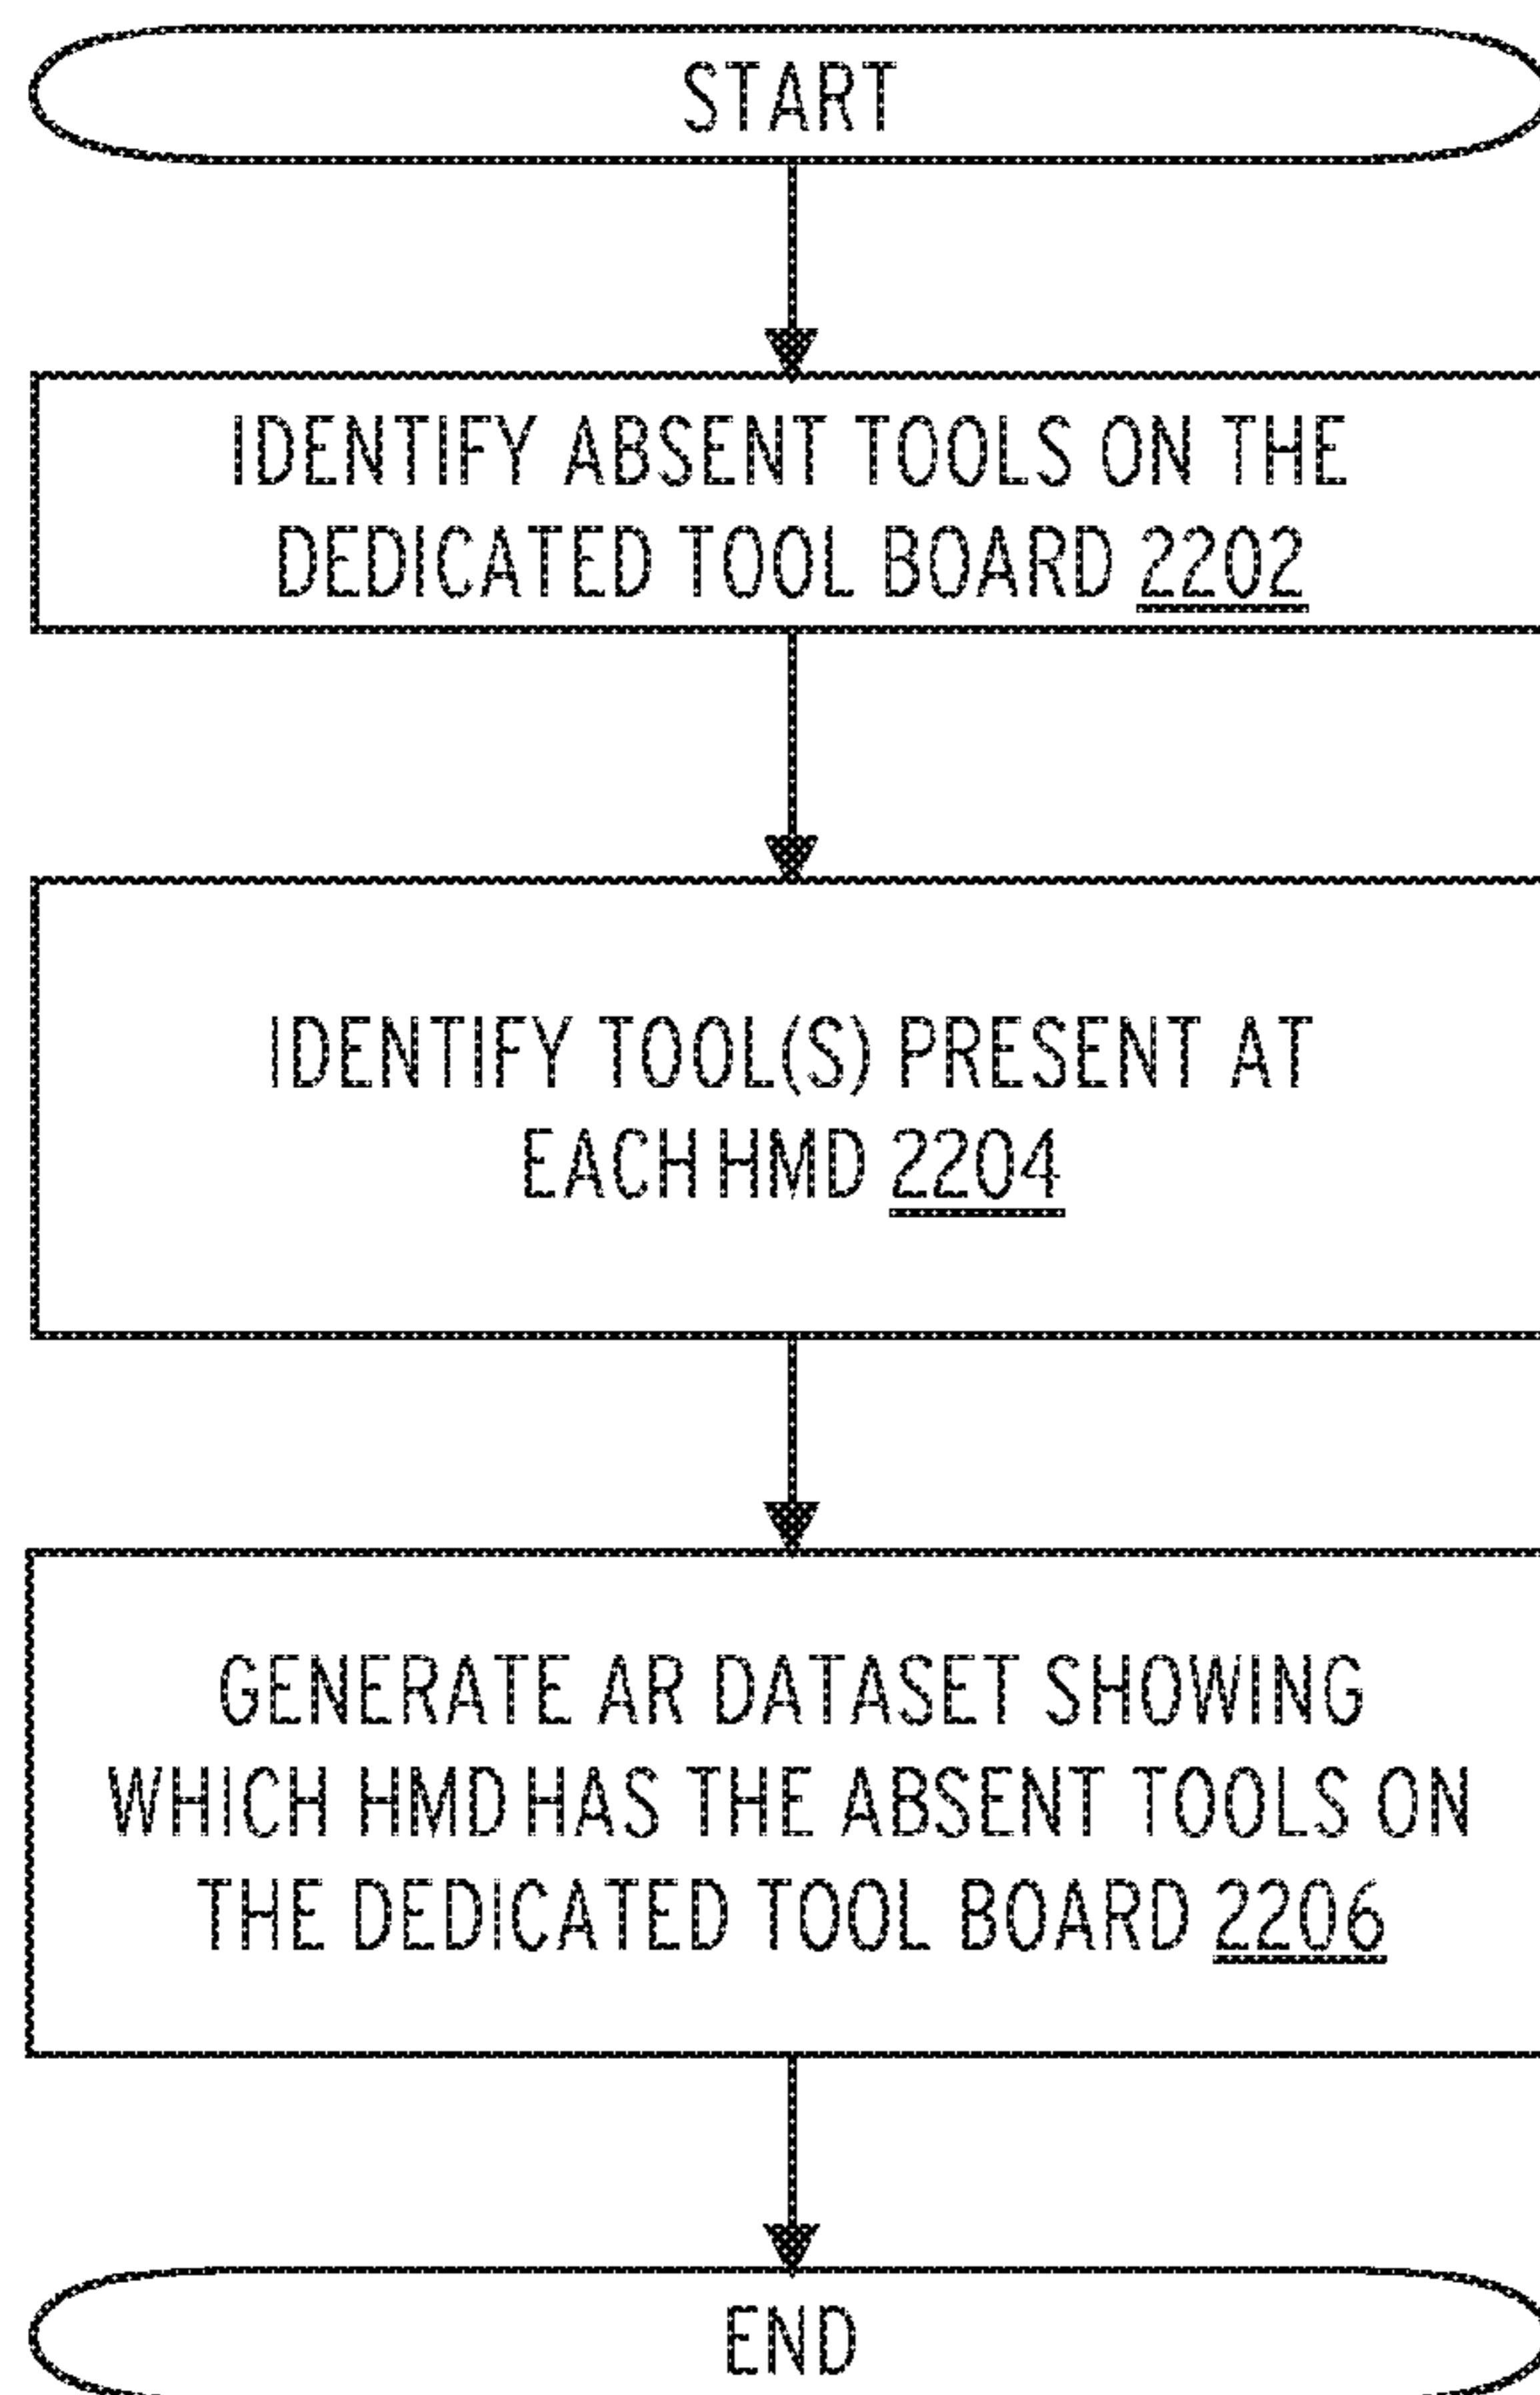 START
IDENTIFY ABSENT TOOLS ON THE
DEDICATED TOOL BOARD 2202
IDENTIFY TOOL(S) PRESENT AT
EACH HMD 2204
GENERATE AR DATASET SHOWING
WHICH HMD HAS THE ABSENT TOOLS ON
THE DEDICATED TOOL BOARD 2206
END